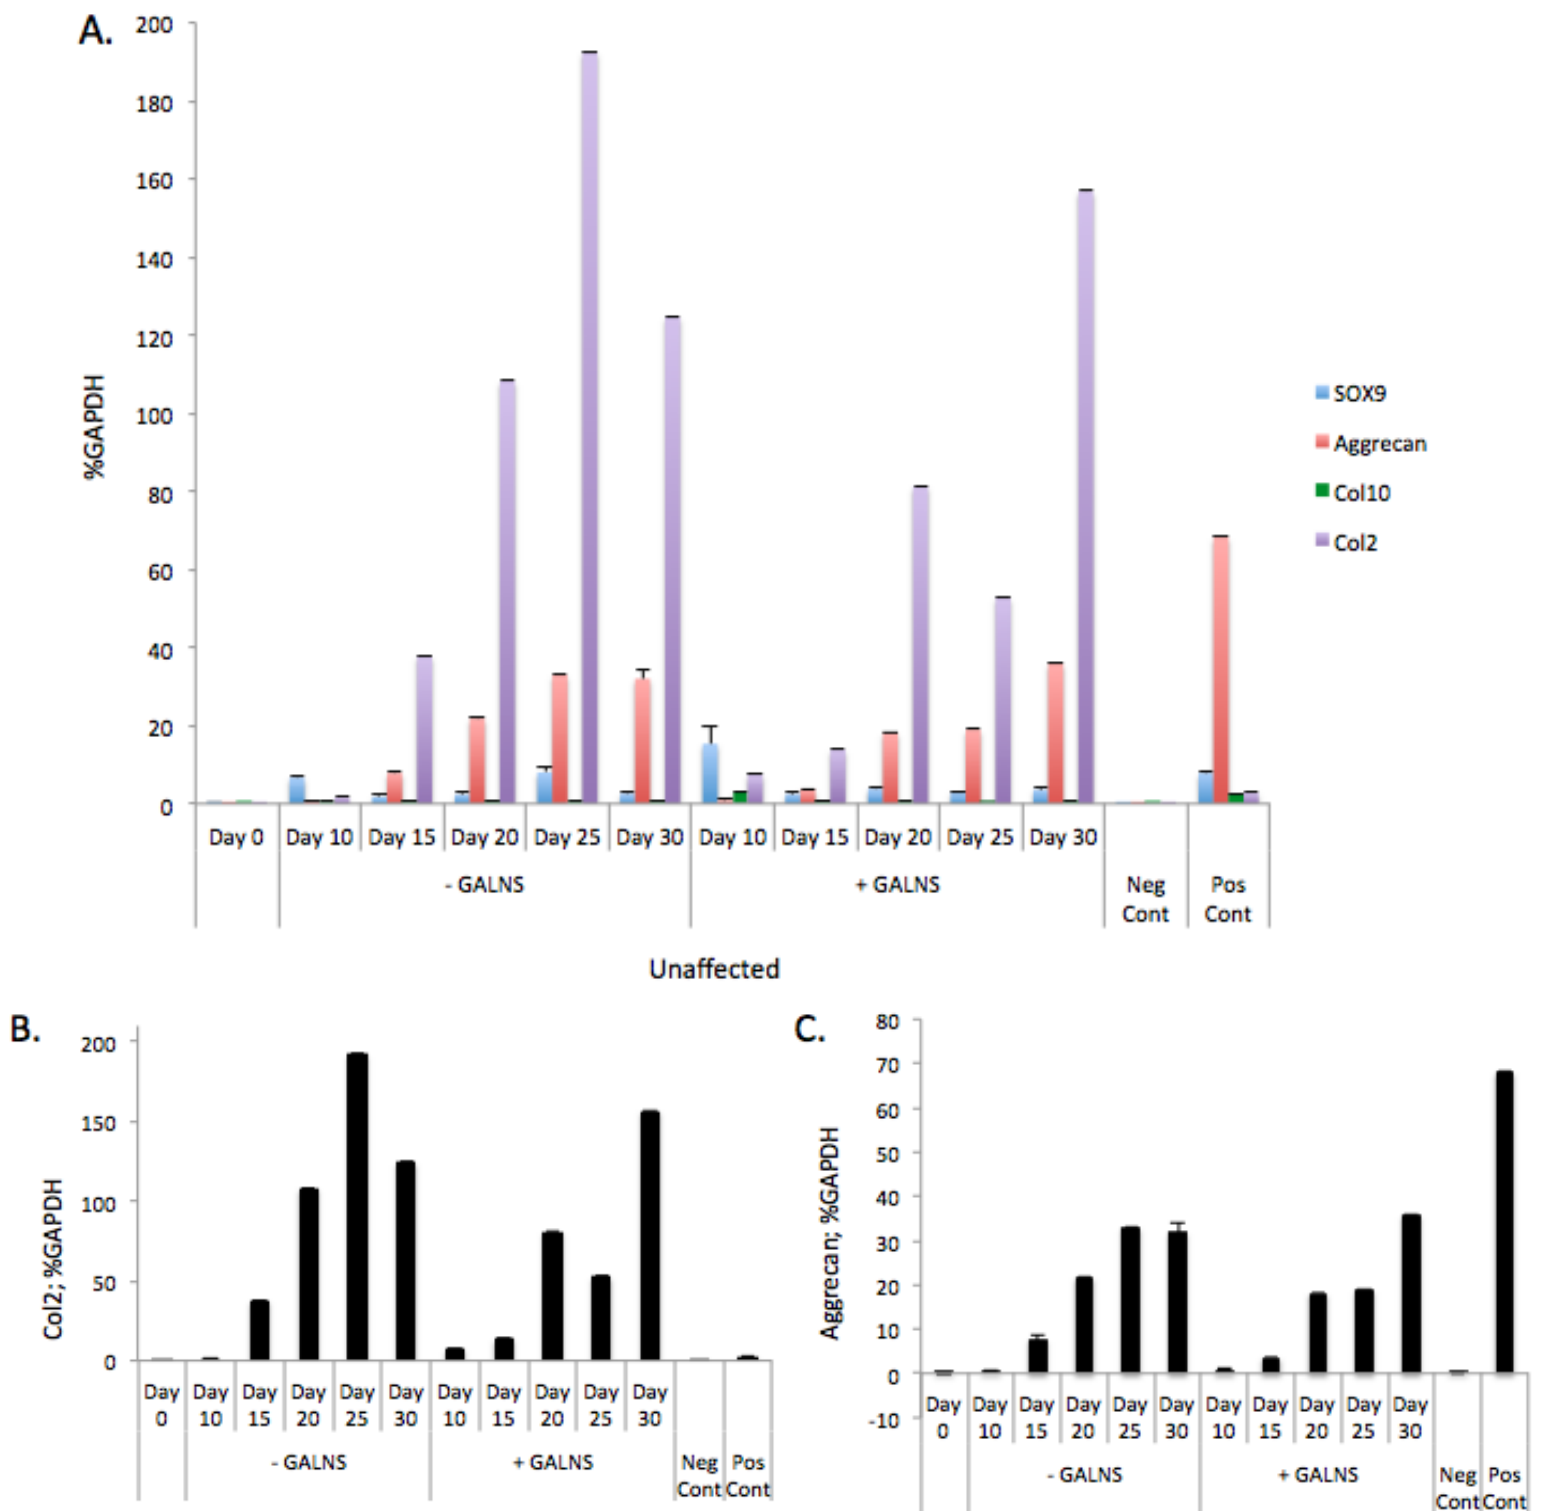 A.
200
180
160
140
120
100
80
60
40
20
0
%GAPDH
SOX9
Aggrecan
Col10
Col2
Day 0 Day 10 Day 15 Day 20 Day 25 Day 30 Day 10 Day 15 Day 20 Day 25 Day 30
- GALNS + GALNS Neg Cont Pos Cont
Unaffected
B.
200
150
100
50
0
Col2; %GAPDH
Day 0 Day 10 Day 15 Day 20 Day 25 Day 30 Day 10 Day 15 Day 20 Day 25 Day 30
- GALNS + GALNS Neg Cont Pos Cont
C.
80
70
60
50
40
30
20
10
0
-10
Aggrecan; %GAPDH
Day 0 Day 10 Day 15 Day 20 Day 25 Day 30 Day 10 Day 15 Day 20 Day 25 Day 30
- GALNS + GALNS Neg Cont Pos Cont